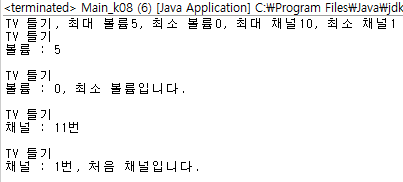 <terminated> Main_k08 (6) [Java Application] C:₩Program Files₩Java₩jdk
TV 틀기, 최대 볼륨5, 최소 볼륨0, 최대 채널10, 최소 채널1
TV 틀기
볼륨 : 5
TV 틀기
볼륨 : 0, 최소 볼륨입니다.
TV 틀기
채널 : 11번
TV 틀기
채널 : 1번, 처음 채널입니다.